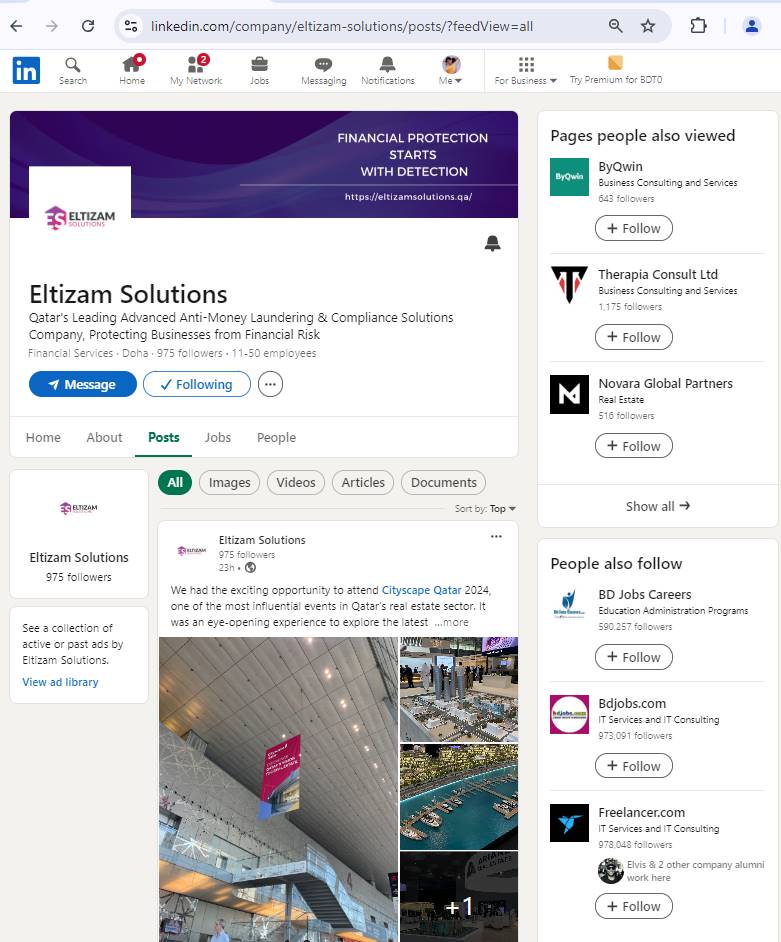 linkedin.com/company/eltizam-solutions/posts/?feedView=all
in
Search
Home
2
My Network
Jobs
Messaging
Notifications
Me
For Business
Try Premium for BDT0
FINANCIAL PROTECTION
STARTS
WITH DETECTION
https://eltizamsolutions.qa/
ES ELTIZAM
SOLUTIONS
Eltizam Solutions
Qatar's Leading Advanced Anti-Money Laundering & Compliance Solutions
Company, Protecting Businesses from Financial Risk
Financial Services · Doha · 975 followers · 11-50 employees
Message
Following
Home
About
Posts
Jobs
People
ELTIZAM
Eltizam Solutions
975 followers
See a collection of
active or past ads by
Eltizam Solutions.
View ad library
All
Images
Videos
Articles
Documents
Sort by: Top
ELTIZAM
Eltizam Solutions
975 followers
23h •
We had the exciting opportunity to attend Cityscape Qatar 2024,
one of the most influential events in Qatar's real estate sector. It
was an eye-opening experience to explore the latest ...more
+1
Pages people also viewed
ByQwin
ByQwin
Business Consulting and Services
643 followers
+ Follow
Therapia Consult Ltd
Business Consulting and Services
1,175 followers
+ Follow
N
Novara Global Partners
Real Estate
516 followers
+ Follow
Show all →
People also follow
BD Jobs Careers
Education Administration Programs
590,257 followers
+ Follow
bdjobs.com
Bdjobs.com
IT Services and IT Consulting
973,091 followers
+ Follow
Freelancer.com
IT Services and IT Consulting
978,048 followers
Elvis & 2 other company alumni
work here
+ Follow